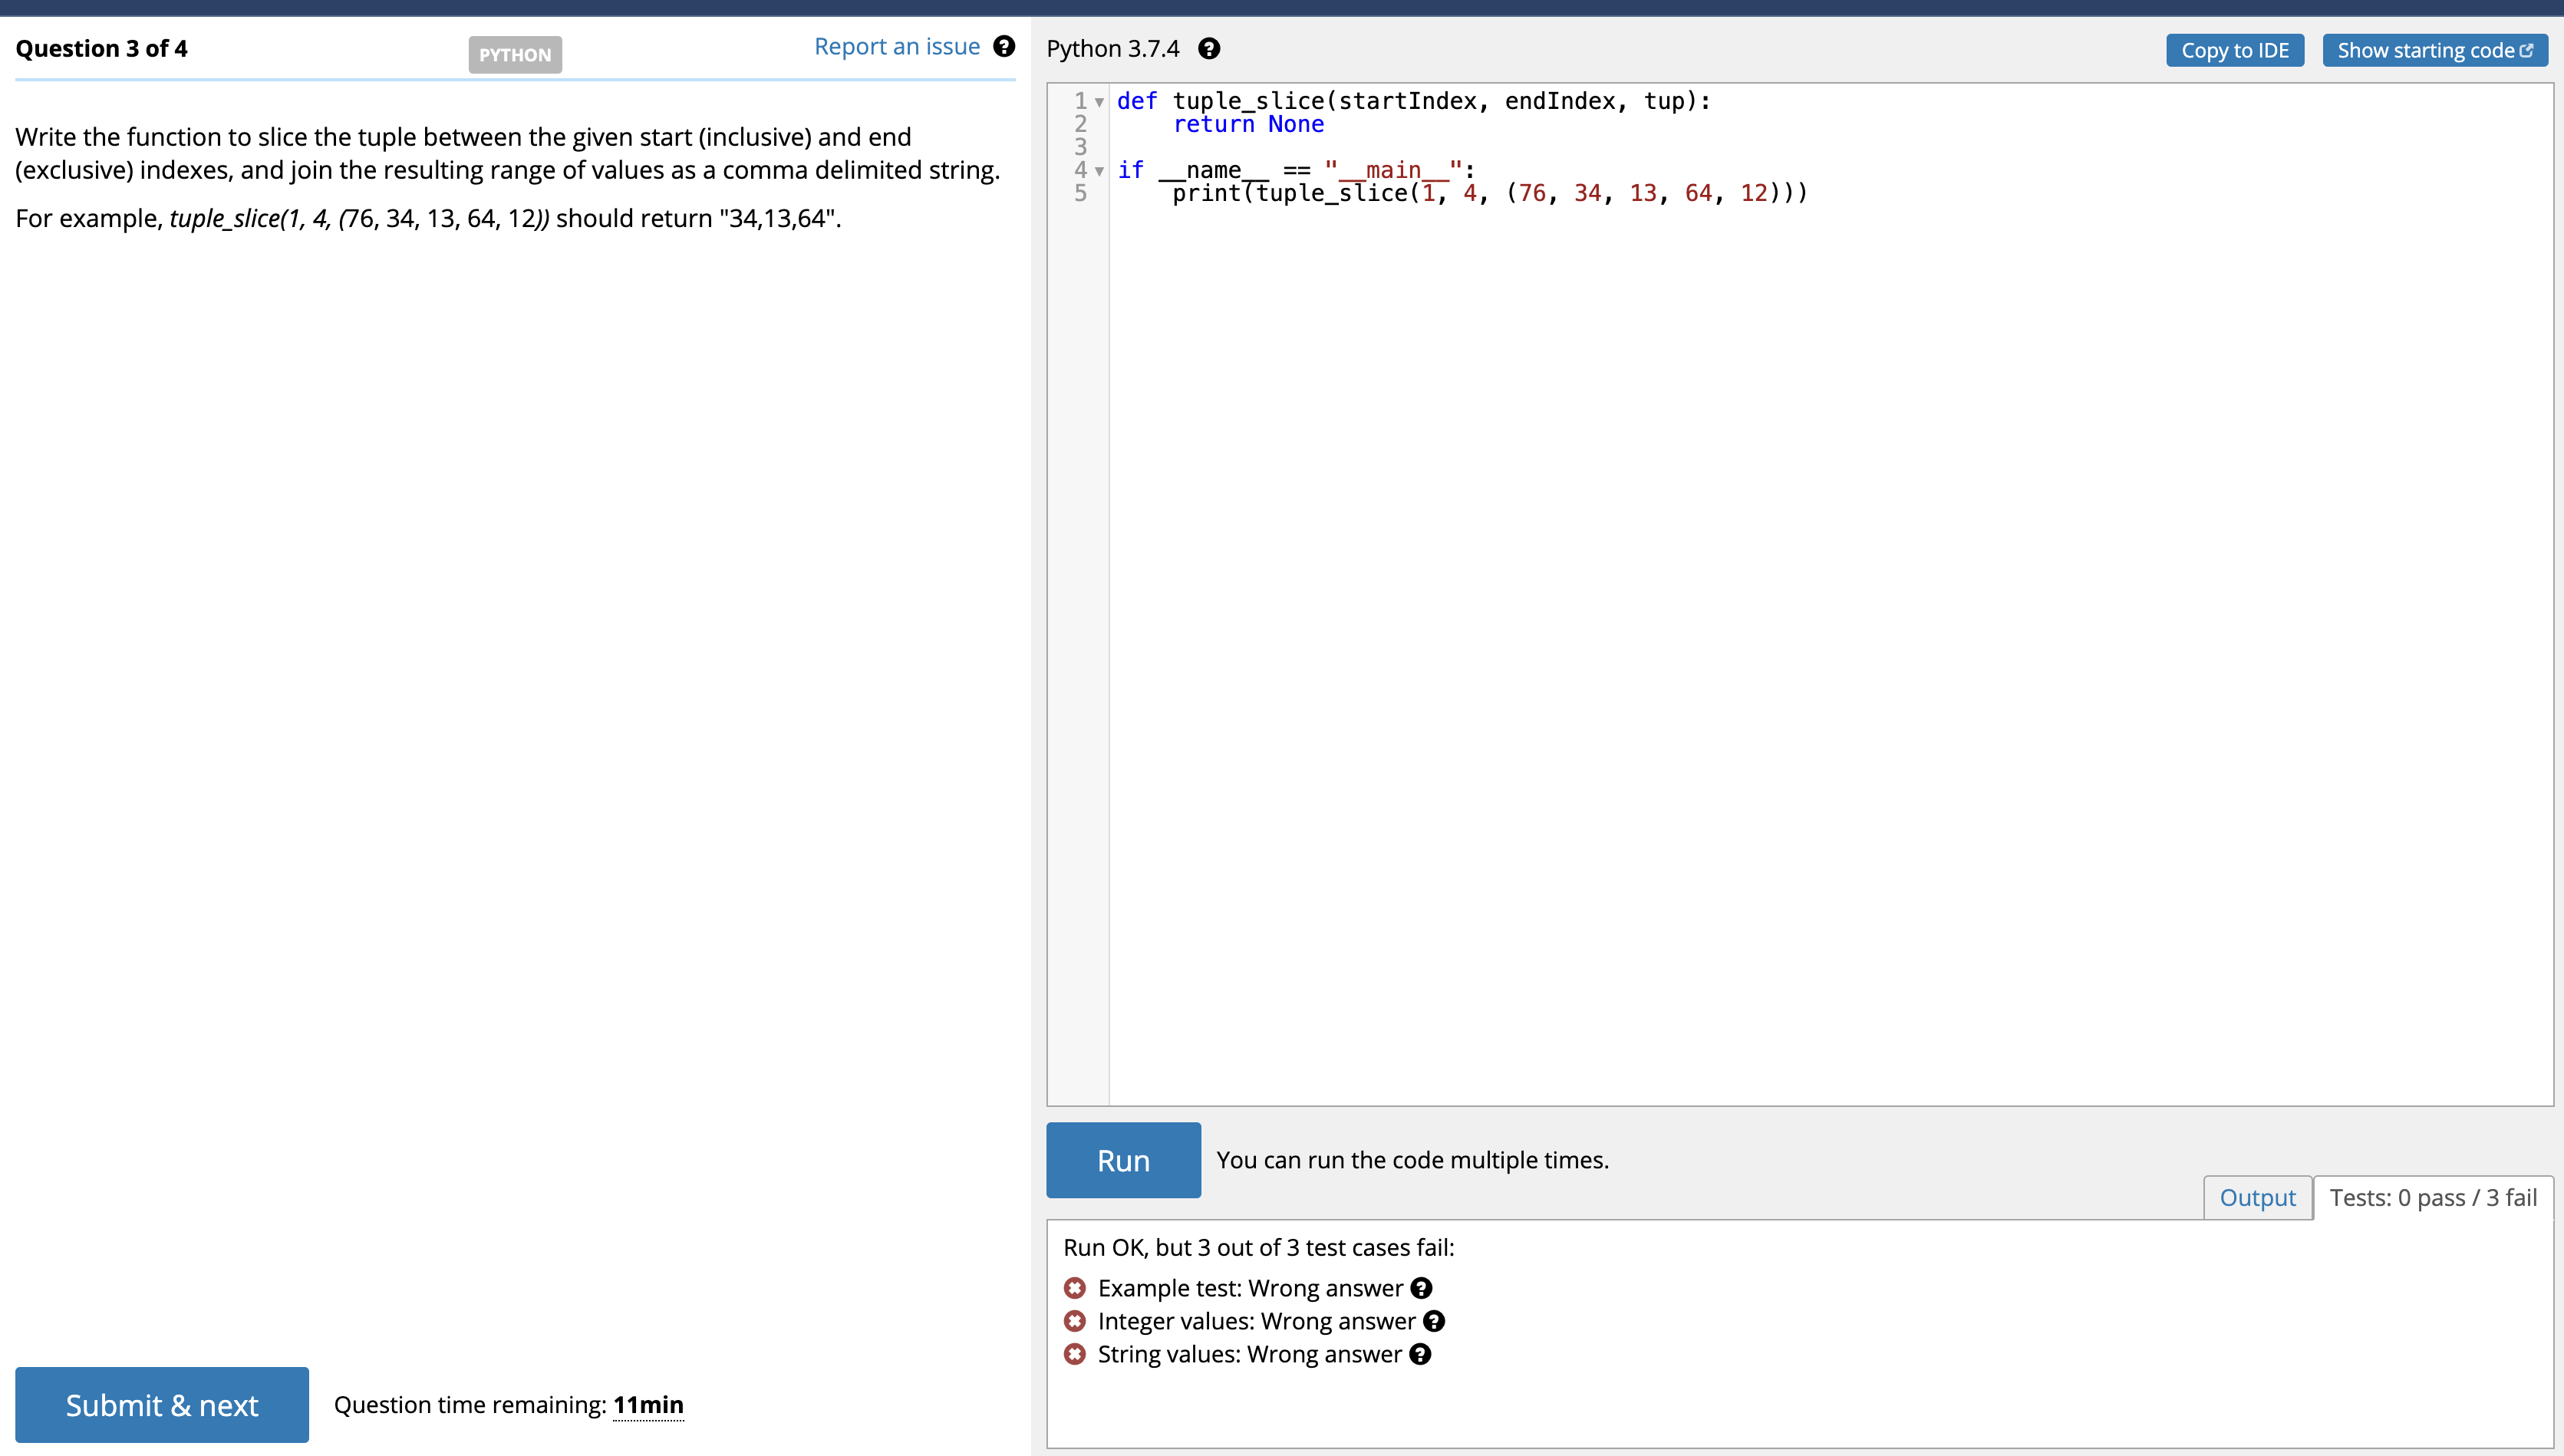 Question 3 of 4
PYTHON
Report an issue
Write the function to slice the tuple between the given start (inclusive) and end
(exclusive) indexes, and join the resulting range of values as a comma delimited string.
For example, tuple_slice(1, 4, (76, 34, 13, 64, 12)) should return "34,13,64".
Submit & next
Question time remaining: 11min
Python 3.7.4
Copy to IDE
Show starting code
1 def tuple_slice(startIndex, endIndex, tup):
2     return None
3
4 if __name__ == "__main__":
5     print(tuple_slice(1, 4, (76, 34, 13, 64, 12)))
Run
You can run the code multiple times.
Output
Tests: 0 pass / 3 fail
Run OK, but 3 out of 3 test cases fail:
Example test: Wrong answer
Integer values: Wrong answer
String values: Wrong answer